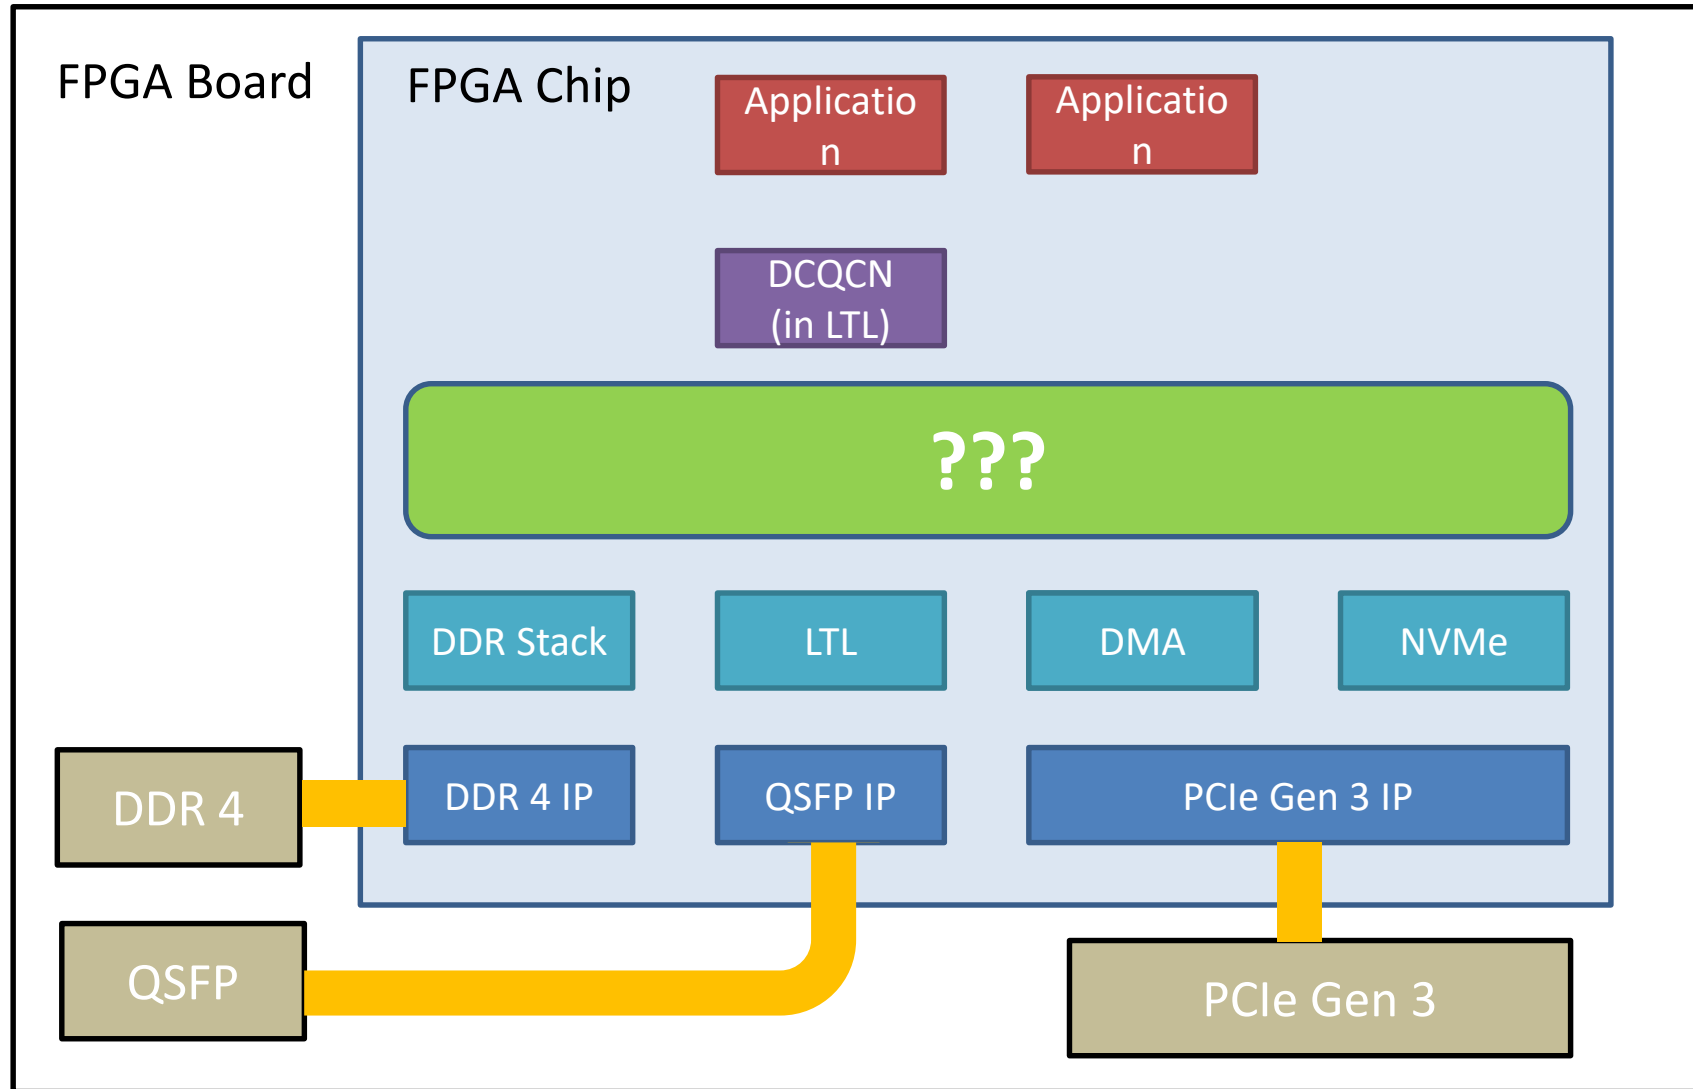 FPGA Board
FPGA Chip
Applicatio
n
Applicatio
n
DCQCN
(in LTL)
???
DDR Stack
LTL
DMA
NVMe
DDR 4
DDR 4 IP
QSFP IP
PCIe Gen 3 IP
QSFP
PCIe Gen 3